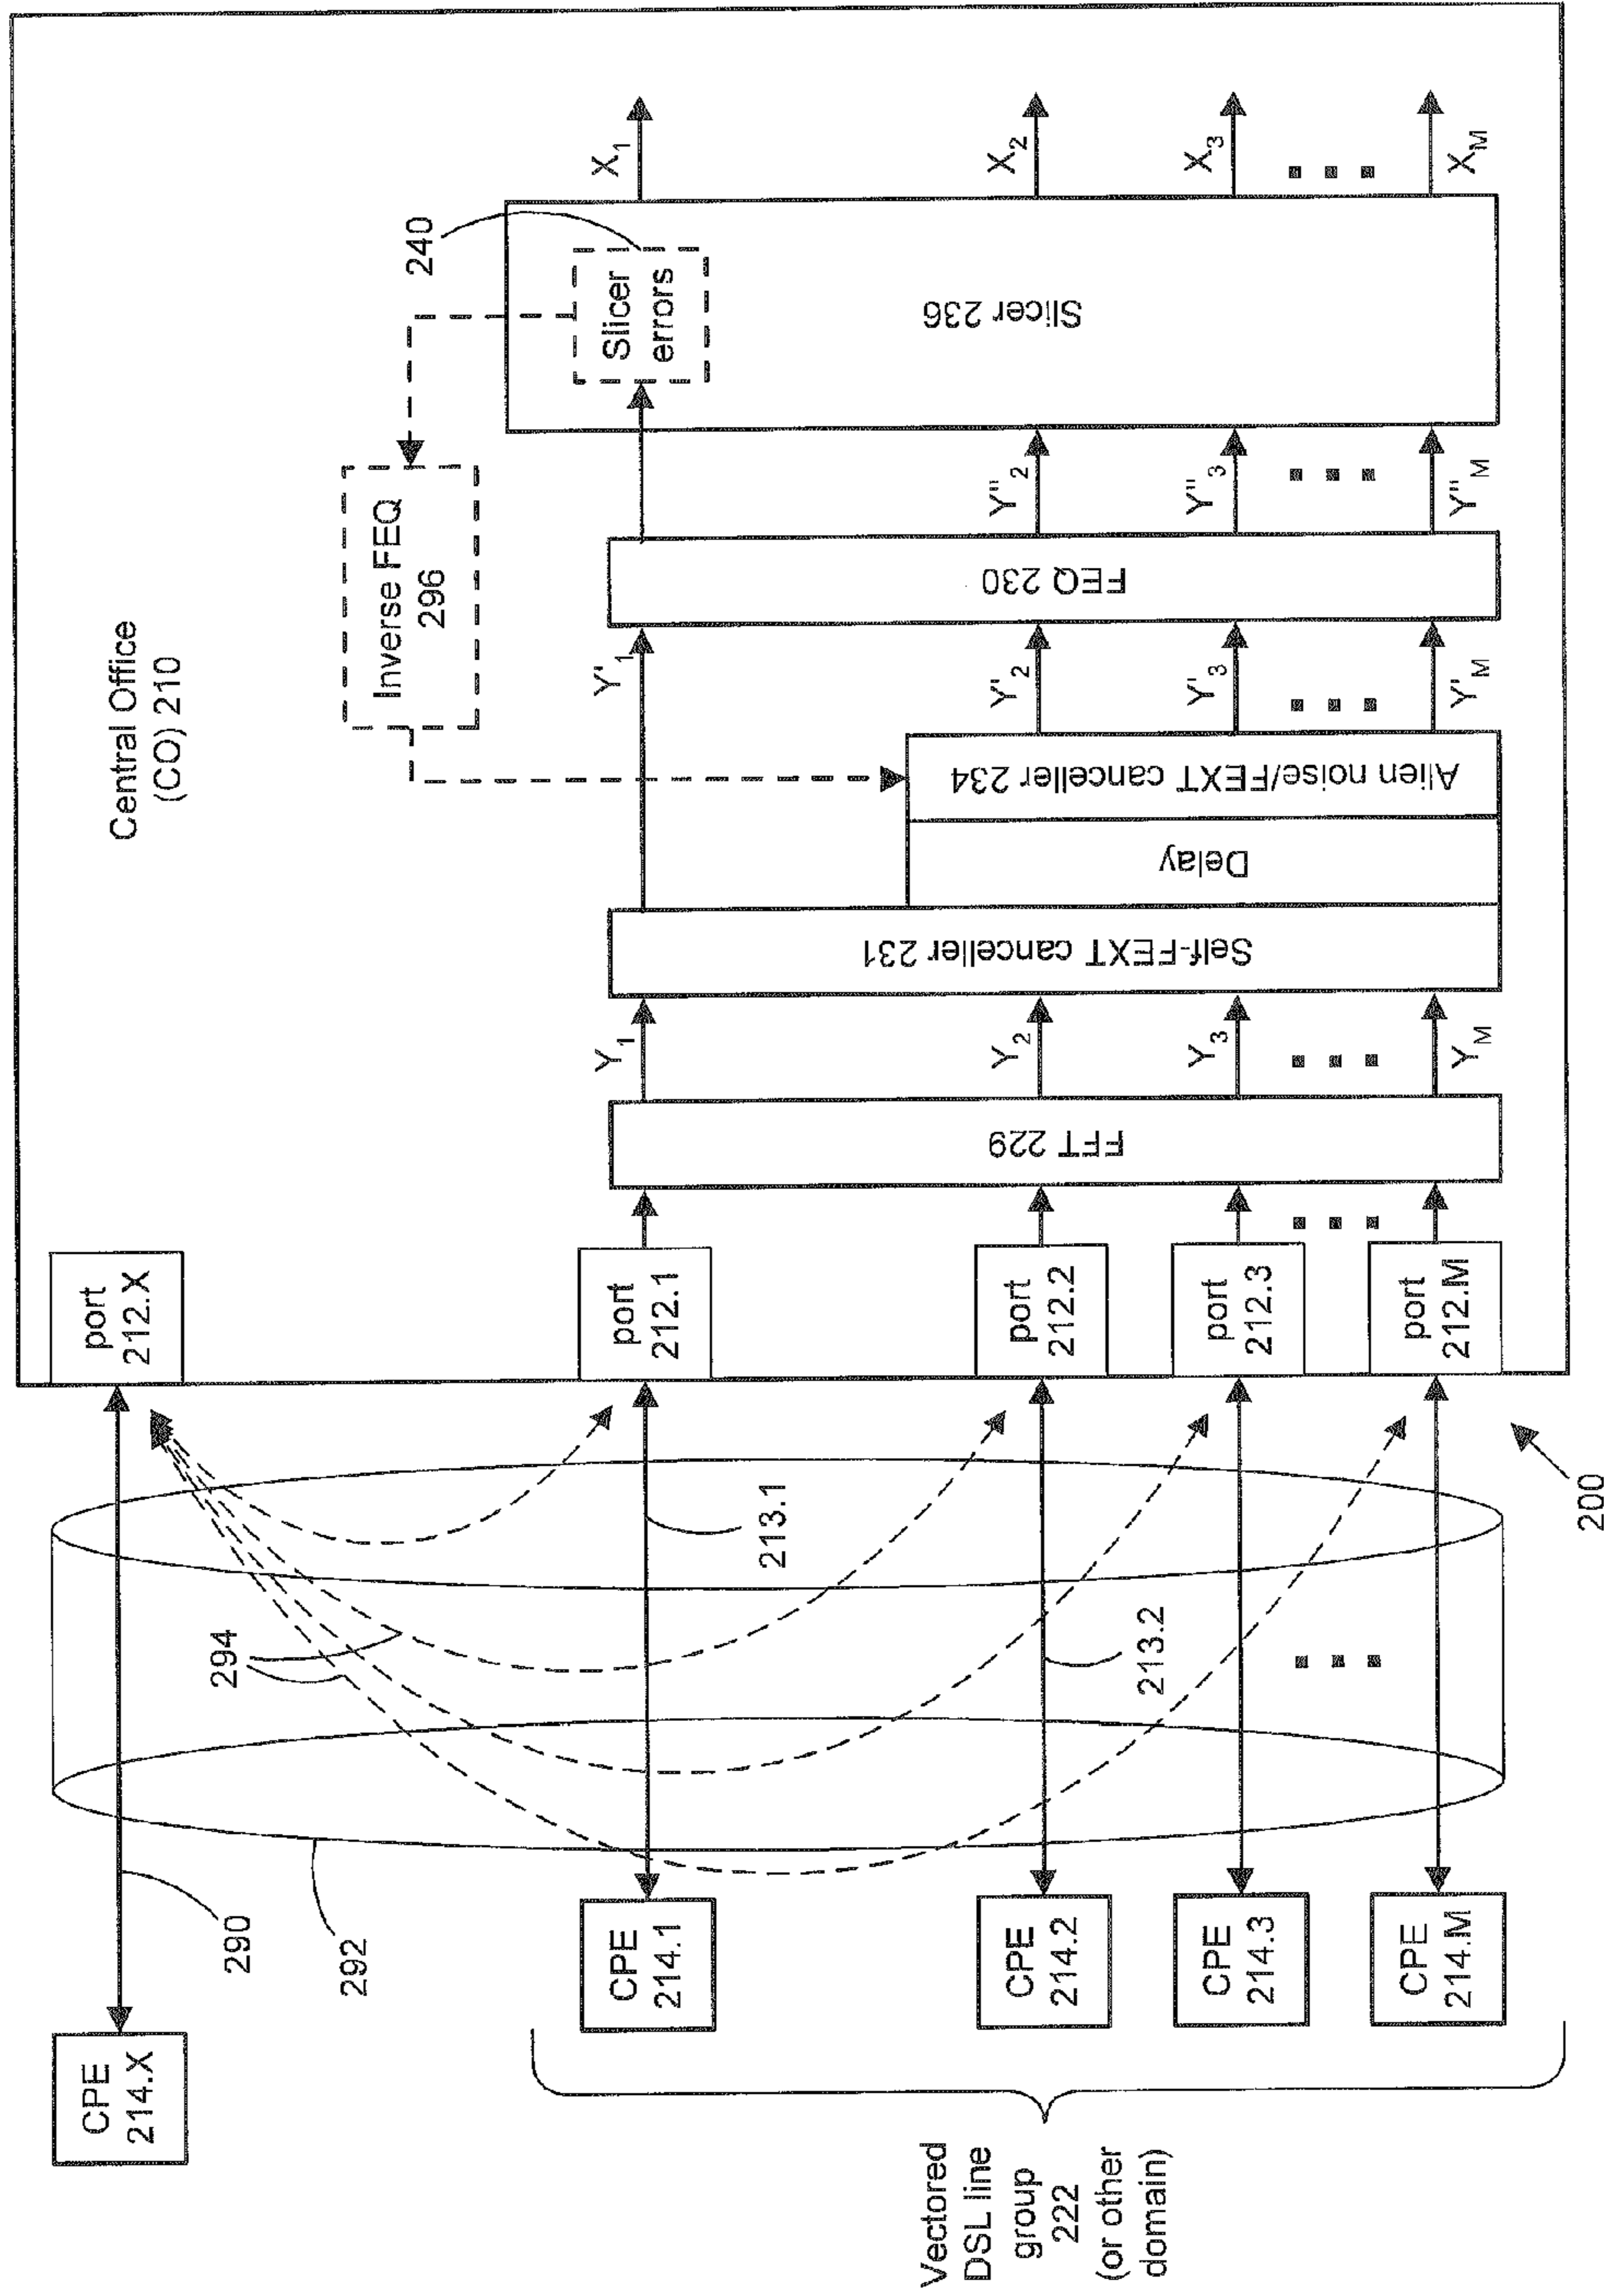 Central Office
(CO) 210
port
212.X
CPE
214.X
290
292
294
Inverse FEQ
296
240
Slicer
errors
CPE
214.1
213.1
port
212.1
Y1
Y'1
X1
CPE
214.2
213.2
port
212.2
Y2
Y'2
Y"2
X2
CPE
214.3
port
212.3
Y3
Y'3
Y"3
X3
CPE
214.M
port
212.M
YM
Y'M
Y"M
XM
FFT 229
Self-FEXT canceller 231
Delay
Alien noise/FEXT canceller 234
FEQ 230
Slicer 236
Vectored
DSL line
group
222
(or other
domain)
200